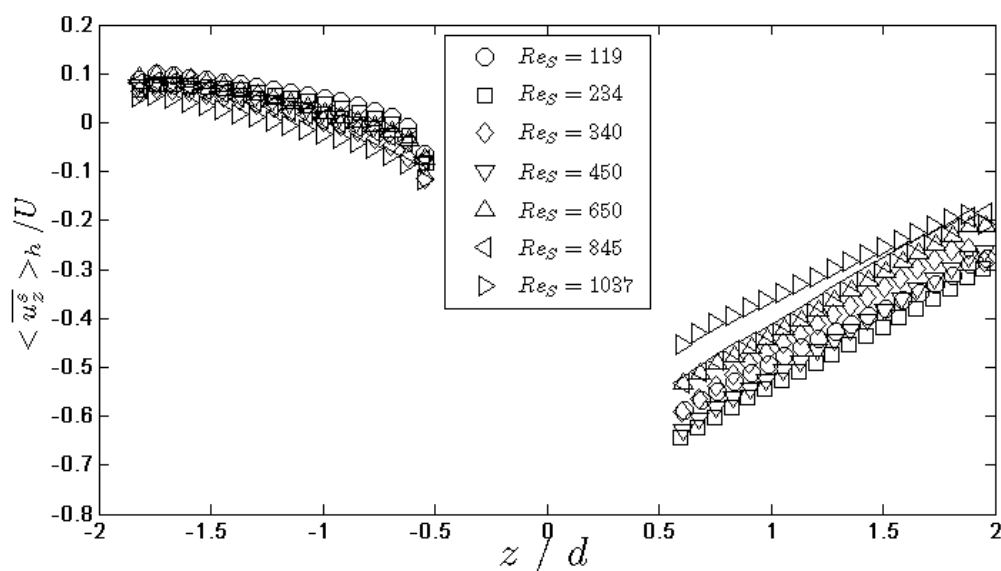 0.2
0.1
0
-0.1
-0.2
-0.3
-0.4
-0.5
-0.6
-0.7
-0.8
-2
-1.5
-1
-0.5
0
0.5
1
1.5
2
< u_z^s >_h /U
z / d
Re_S = 119
Re_S = 234
Re_S = 340
Re_S = 450
Re_S = 650
Re_S = 845
Re_S = 1037